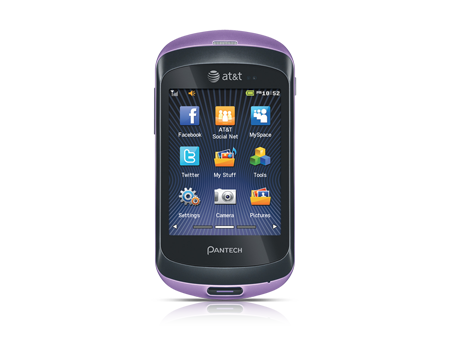 at&t
10:52
Facebook
AT&T
Social Net
MySpace
Twitter
My Stuff
Tools
Settings
Camera
Pictures
PANTECH